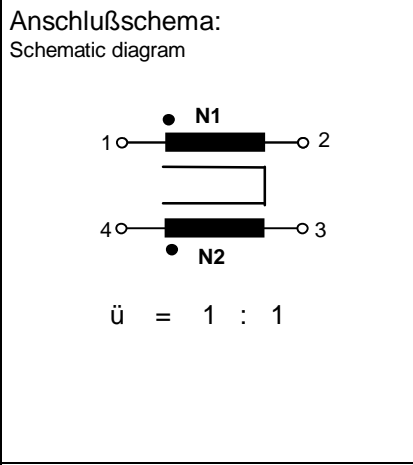 Anschlußschema:
Schematic diagram
N1
1 2
4 3
N2
ü = 1 : 1